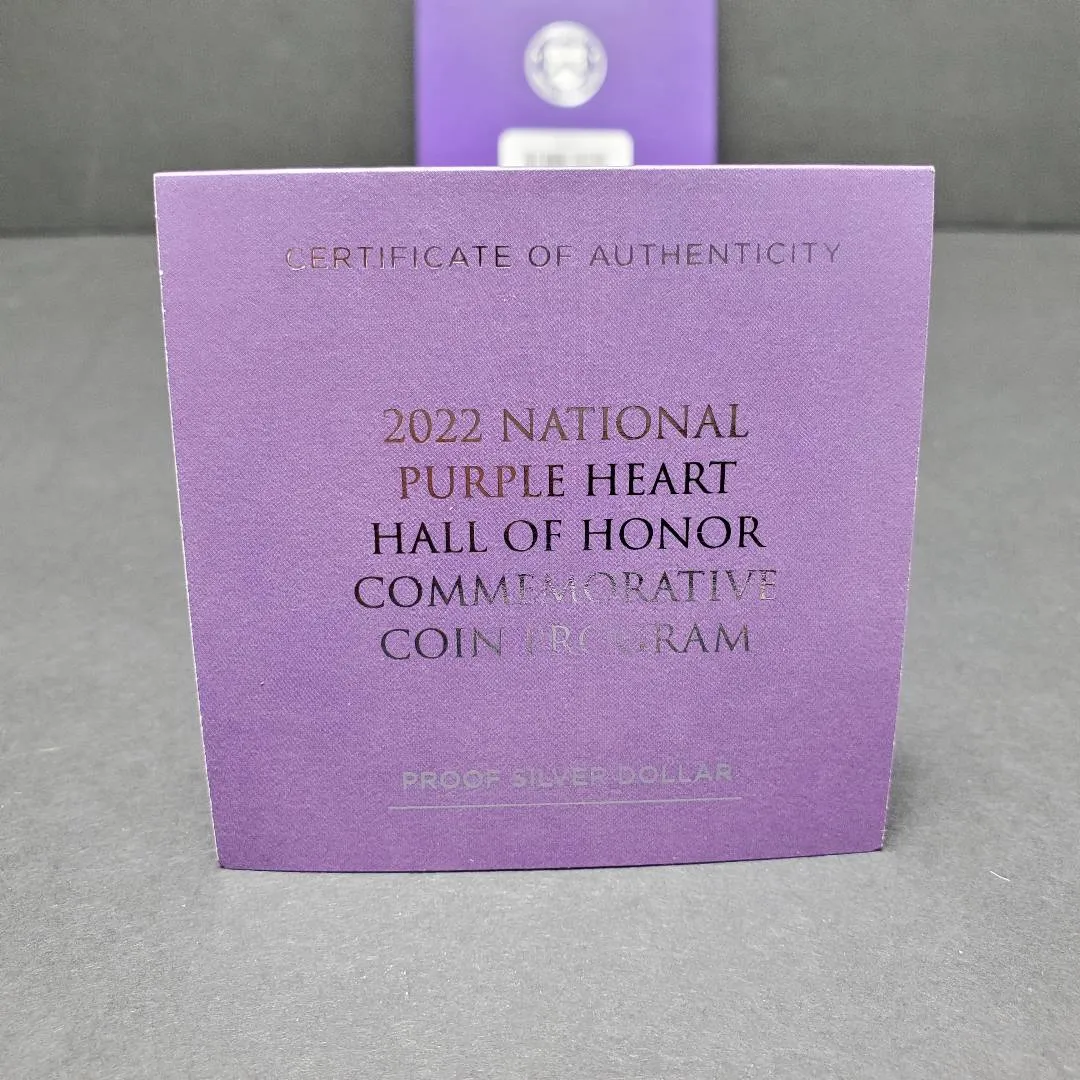 CERTIFICATE OF AUTHENTICITY
2022 NATIONAL
PURPLE HEART
HALL OF HONOR
COMMEMORATIVE
COIN PROGRAM
PROOF SILVER DOLLAR